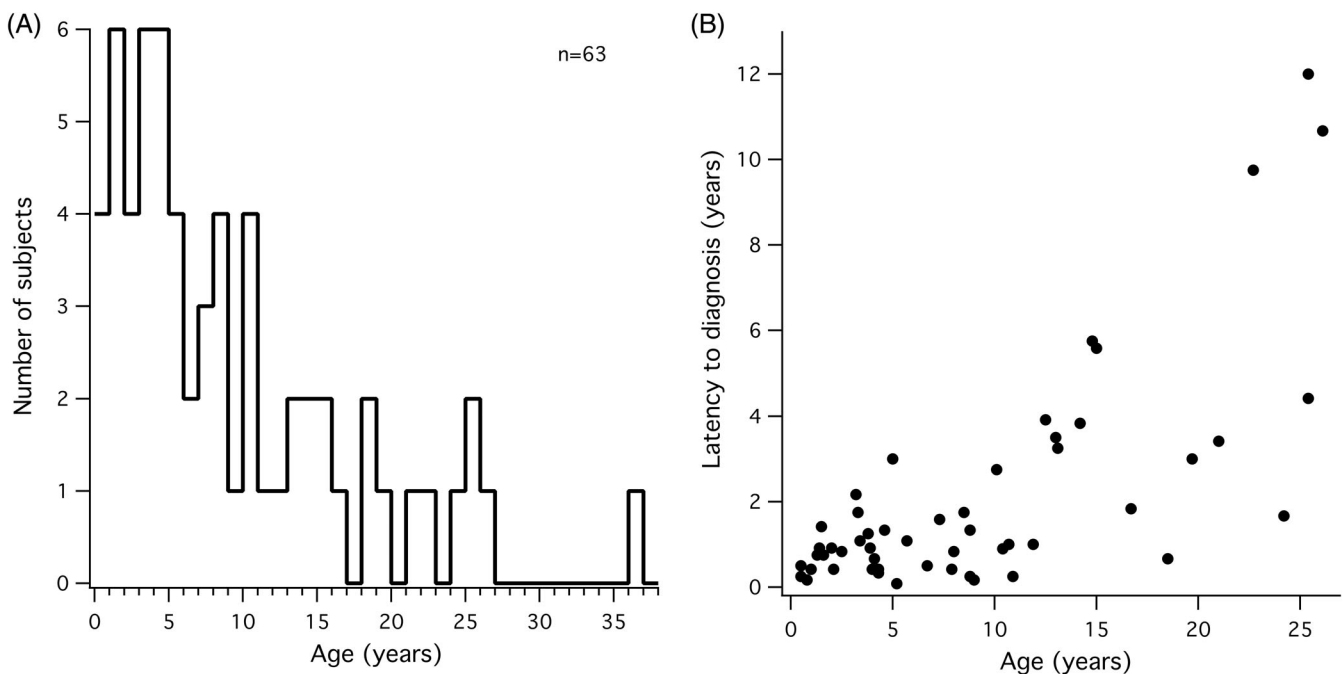 (A)
n=63
Number of subjects
6
5
4
3
2
1
0
0 5 10 15 20 25 30 35
Age (years)
(B)
Latency to diagnosis (years)
12
10
8
6
4
2
0
0 5 10 15 20 25
Age (years)